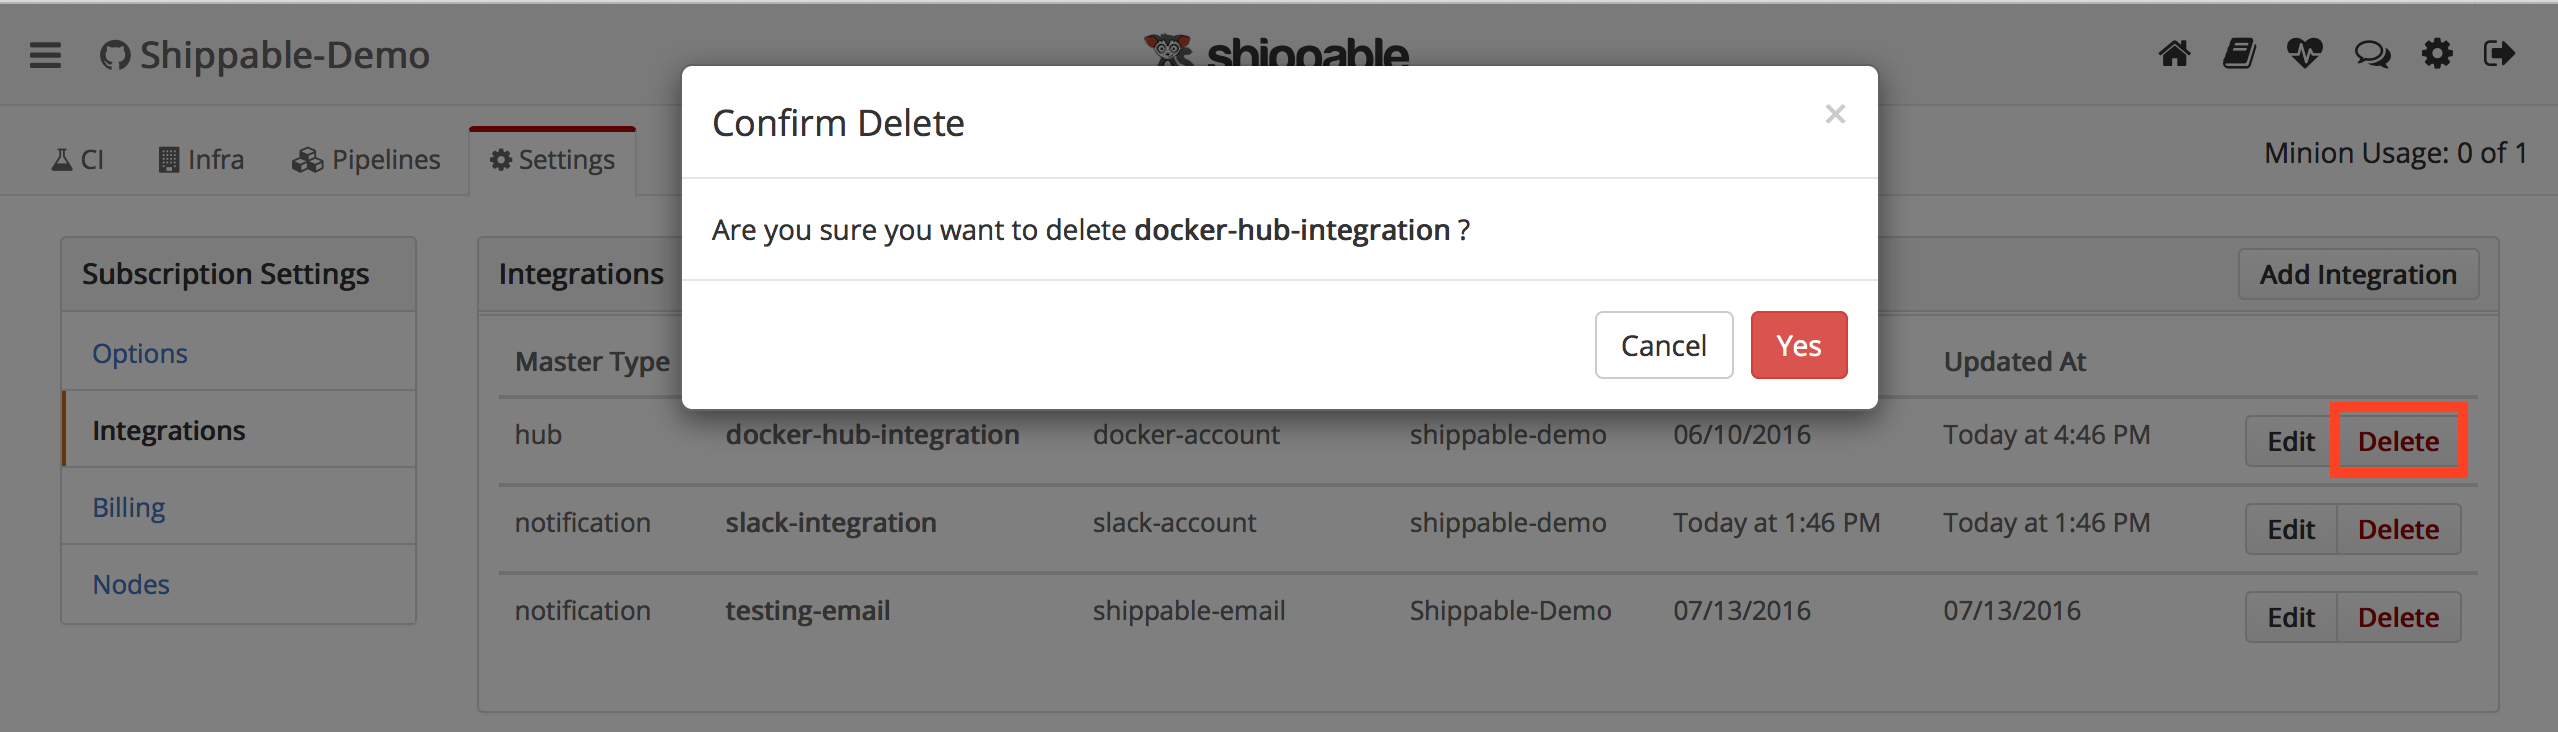 Shippable-Demo
shippable
CI
Infra
Pipelines
Settings
Minion Usage: 0 of 1
Confirm Delete
×
Are you sure you want to delete docker-hub-integration ?
Cancel
Yes
Subscription Settings
Options
Integrations
Billing
Nodes
Integrations
Add Integration
Master Type
Updated At
hub docker-hub-integration docker-account shippable-demo 06/10/2016 Today at 4:46 PM Edit Delete
notification slack-integration slack-account shippable-demo Today at 1:46 PM Today at 1:46 PM Edit Delete
notification testing-email shippable-email Shippable-Demo 07/13/2016 07/13/2016 Edit Delete